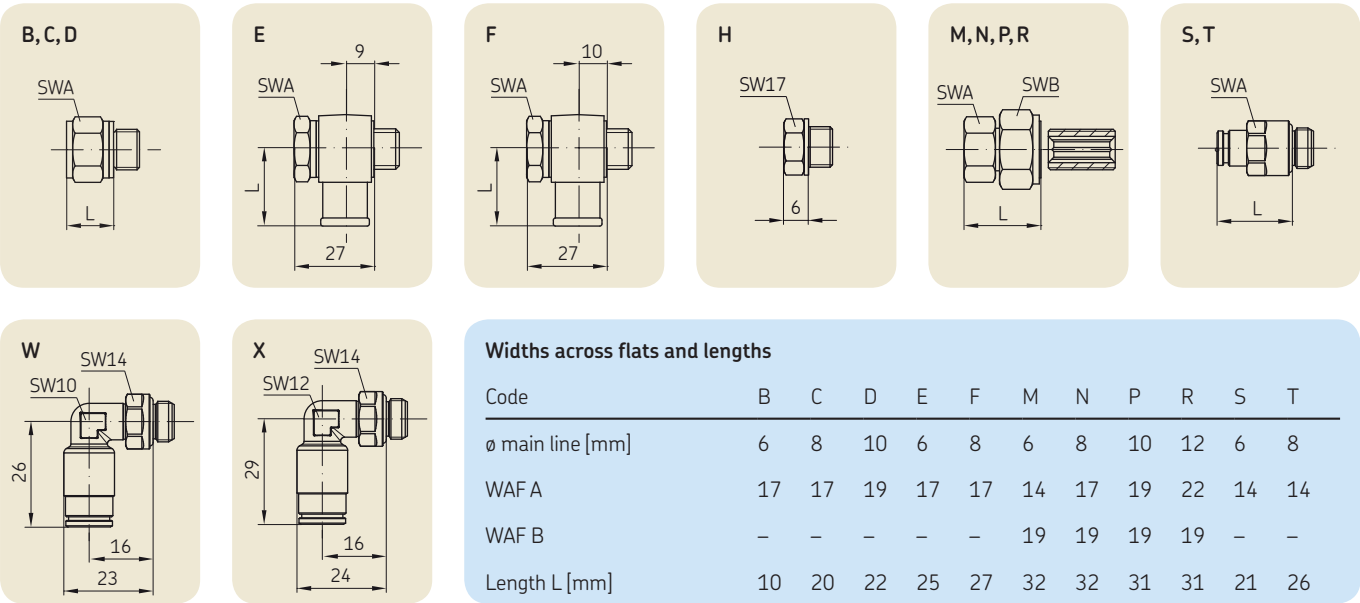 B, C, D
SWA
L
E
9
SWA
L
27
F
10
SWA
L
27
H
SW17
6
M, N, P, R
SWA
SWB
L
S, T
SWA
L
W
SW14
SW10
26
16
23
X
SW14
SW12
29
16
24
Widths across flats and lengths
Code B C D E F M N P R S T
ø main line [mm] 6 8 10 6 8 6 8 10 12 6 8
WAF A 17 17 19 17 17 14 17 19 22 14 14
WAF B – – – – – 19 19 19 19 – –
Length L [mm] 10 20 22 25 27 32 32 31 31 21 26